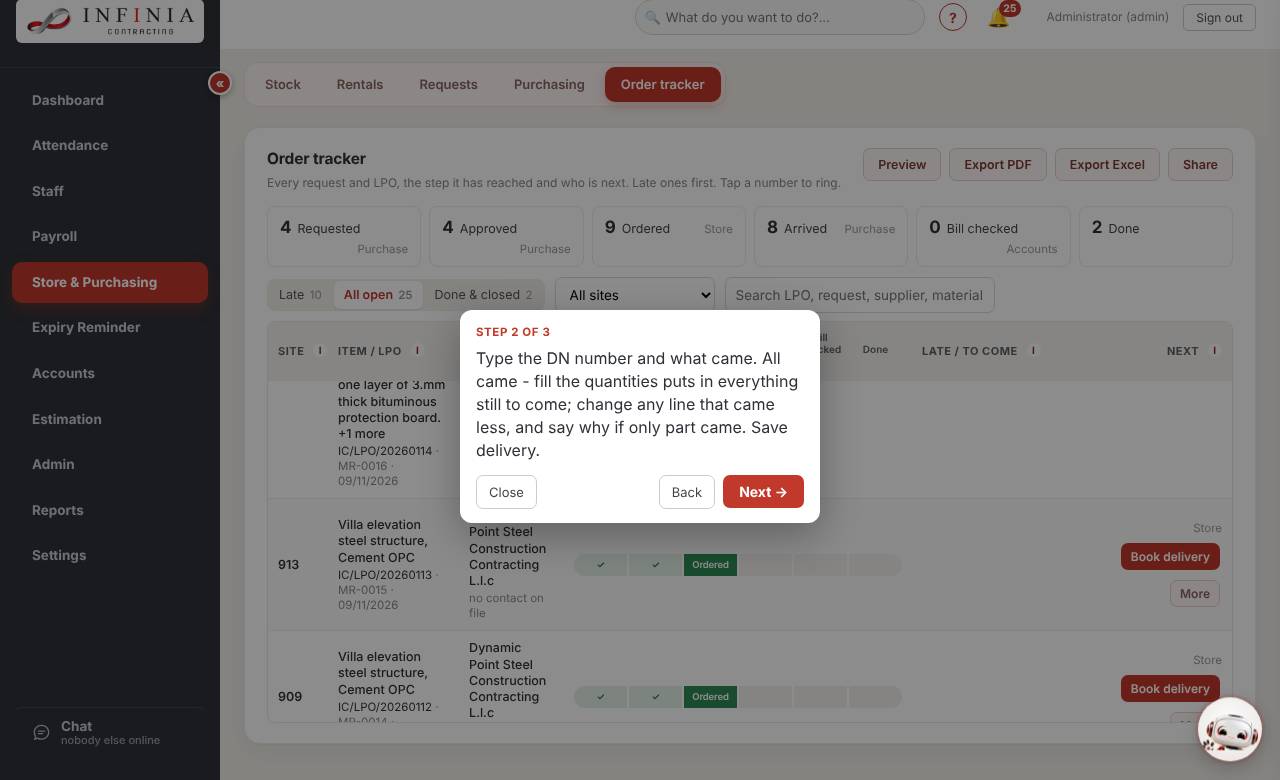 INFINIA
CONTRACTING
What do you want to do?...
?
25
Administrator (admin)
Sign out
«
Dashboard
Attendance
Staff
Payroll
Store & Purchasing
Expiry Reminder
Accounts
Estimation
Admin
Reports
Settings
Chat
nobody else online
Stock
Rentals
Requests
Purchasing
Order tracker
Order tracker
Every request and LPO, the step it has reached and who is next. Late ones first. Tap a number to ring.
Preview
Export PDF
Export Excel
Share
4 Requested
Purchase
4 Approved
Purchase
9 Ordered
Store
8 Arrived
Purchase
0 Bill checked
Accounts
2 Done
Late 10
All open 25
Done & closed 2
All sites
Search LPO, request, supplier, material
SITE
ITEM / LPO
Done
LATE / TO COME
NEXT
one layer of 3.mm
thick bituminous
protection board.
+1 more
IC/LPO/20260114 ·
MR-0016 ·
09/11/2026
STEP 2 OF 3
Type the DN number and what came. All
came - fill the quantities puts in everything
still to come; change any line that came
less, and say why if only part came. Save
delivery.
Close
Back
Next →
913
Villa elevation
steel structure,
Cement OPC
IC/LPO/20260113 ·
MR-0015 ·
09/11/2026
Point Steel
Construction
Contracting
L.l.c
no contact on
file
✓
✓
Ordered
Store
Book delivery
More
909
Villa elevation
steel structure,
Cement OPC
IC/LPO/20260112 ·
MR-0014 ·
Dynamic
Point Steel
Construction
Contracting
L.l.c
✓
✓
Ordered
Store
Book delivery